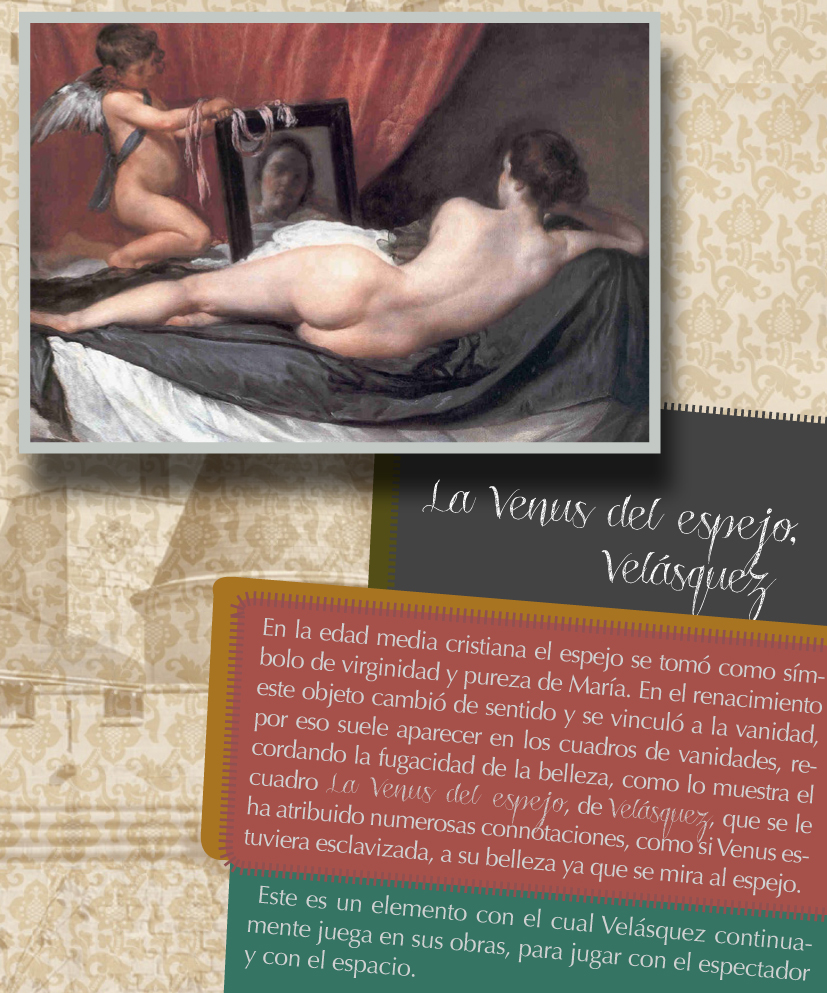 La Venus del espejo,
Velásquez
En la edad media cristiana el espejo se tomó como sím-
bolo de virginidad y pureza de María. En el renacimiento
este objeto cambió de sentido y se vinculó a la vanidad,
por eso suele aparecer en los cuadros de vanidades, re-
cordando la fugacidad de la belleza, como lo muestra el
cuadro La Venus del espejo, de Velásquez, que se le
ha atribuido numerosas connotaciones, como si Venus es-
tuviera esclavizada, a su belleza ya que se mira al espejo.
Este es un elemento con el cual Velásquez continua-
mente juega en sus obras, para jugar con el espectador
y con el espacio.